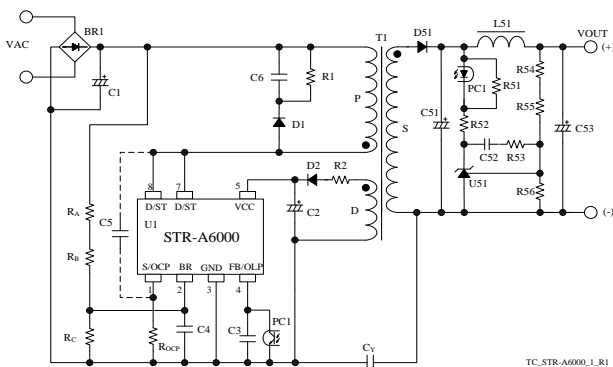 VAC
BR1
C1
C6
R1
D1
T1
P
S
D
D51
L51
VOUT
(+)
PC1
R51
R54
R55
C51
R52
C52
R53
C53
U51
R56
(-)
D2
R2
C2
8
7
5
D/ST
D/ST
VCC
U1
STR-A6000
S/OCP
BR
GND
FB/OLP
1
2
3
4
C5
RA
RB
RC
ROCP
C4
C3
PC1
CY
TC_STR-A6000_1_R1